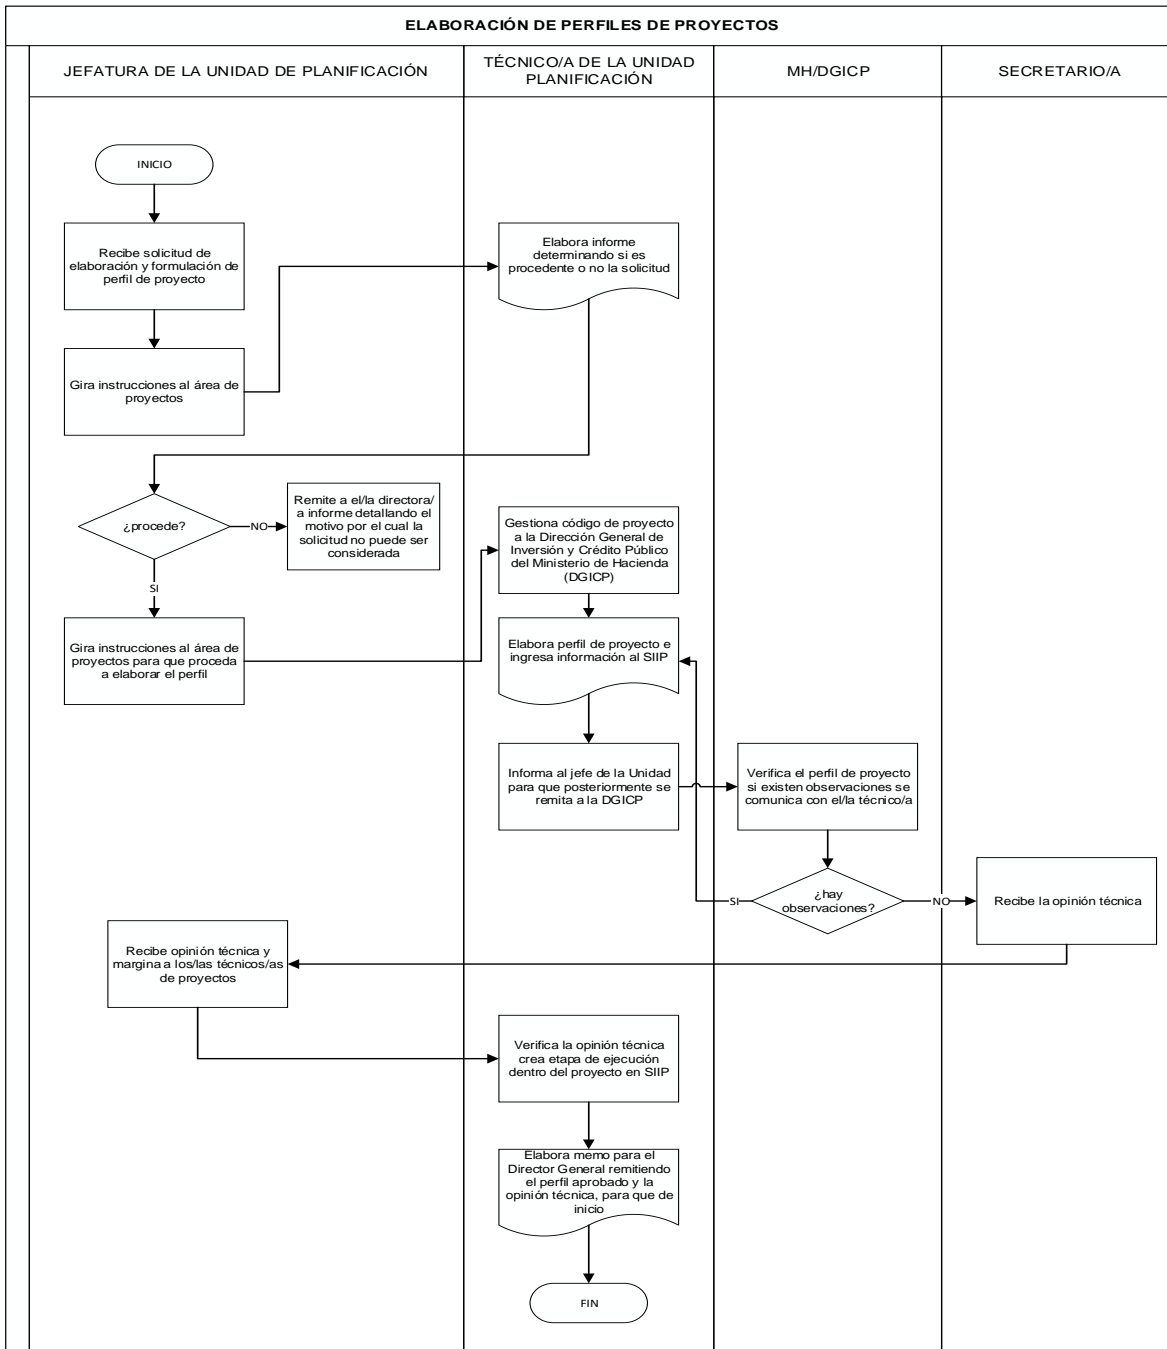 ELABORACIÓN DE PERFILES DE PROYECTOS
JEFATURA DE LA UNIDAD DE PLANIFICACIÓN
TÉCNICO/A DE LA UNIDAD
PLANIFICACIÓN
MH/DGICP
SECRETARIO/A
INICIO
Recibe solicitud de
elaboración y formulación de
perfil de proyecto
Elabora informe
determinando si es
procedente o no la solicitud
Gira instrucciones al área de
proyectos
¿procede?
NO
Remite a el/la directora/
a informe detallando el
motivo por el cual la
solicitud no puede ser
considerada
SI
Gestiona código de proyecto
a la Dirección General de
Inversión y Crédito Público
del Ministerio de Hacienda
(DGICP)
Gira instrucciones al área de
proyectos para que proceda
a elaborar el perfil
Elabora perfil de proyecto e
ingresa información al SIIP
Informa al jefe de la Unidad
para que posteriormente se
remita a la DGICP
Verifica el perfil de proyecto
si existen observaciones se
comunica con el/la técnico/a
SI
¿hay
observaciones?
NO
Recibe la opinión técnica
Recibe opinión técnica y
margina a los/las técnicos/as
de proyectos
Verifica la opinión técnica
crea etapa de ejecución
dentro del proyecto en SIIP
Elabora memo para el
Director General remitiendo
el perfil aprobado y la
opinión técnica, para que de
inicio
FIN